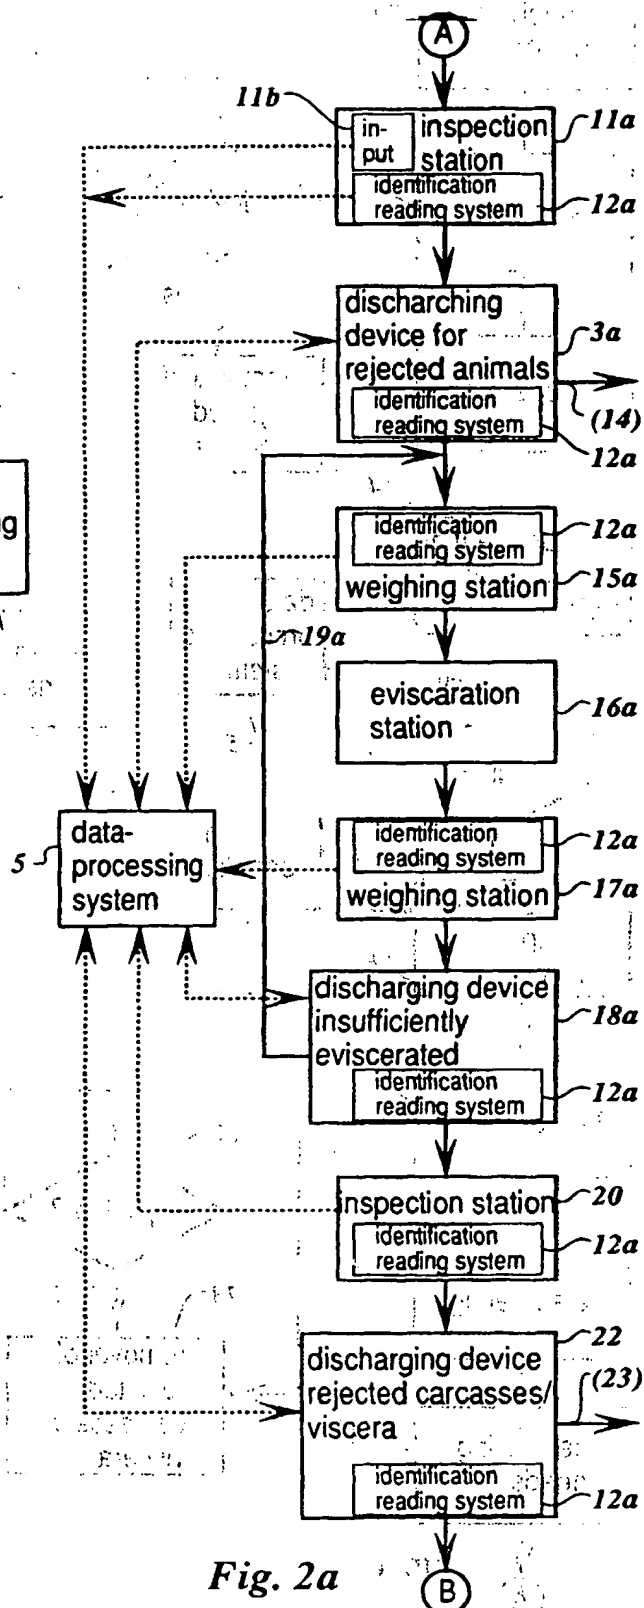 A
11b
in-
put
inspection
station
11a
identification
reading system
12a
discharching
device for
rejected animals
3a
identification
reading system
(14)
12a
identification
reading system
12a
weighing station
15a
19a
eviscaration
station
16a
identification
reading system
12a
weighing station
17a
5
data-
processing
system
discharging device
insufficiently
eviscerated
18a
identification
reading system
12a
inspection station
20
identification
reading system
12a
22
discharging device
rejected carcasses/
viscera
(23)
identification
reading system
12a
Fig. 2a
B